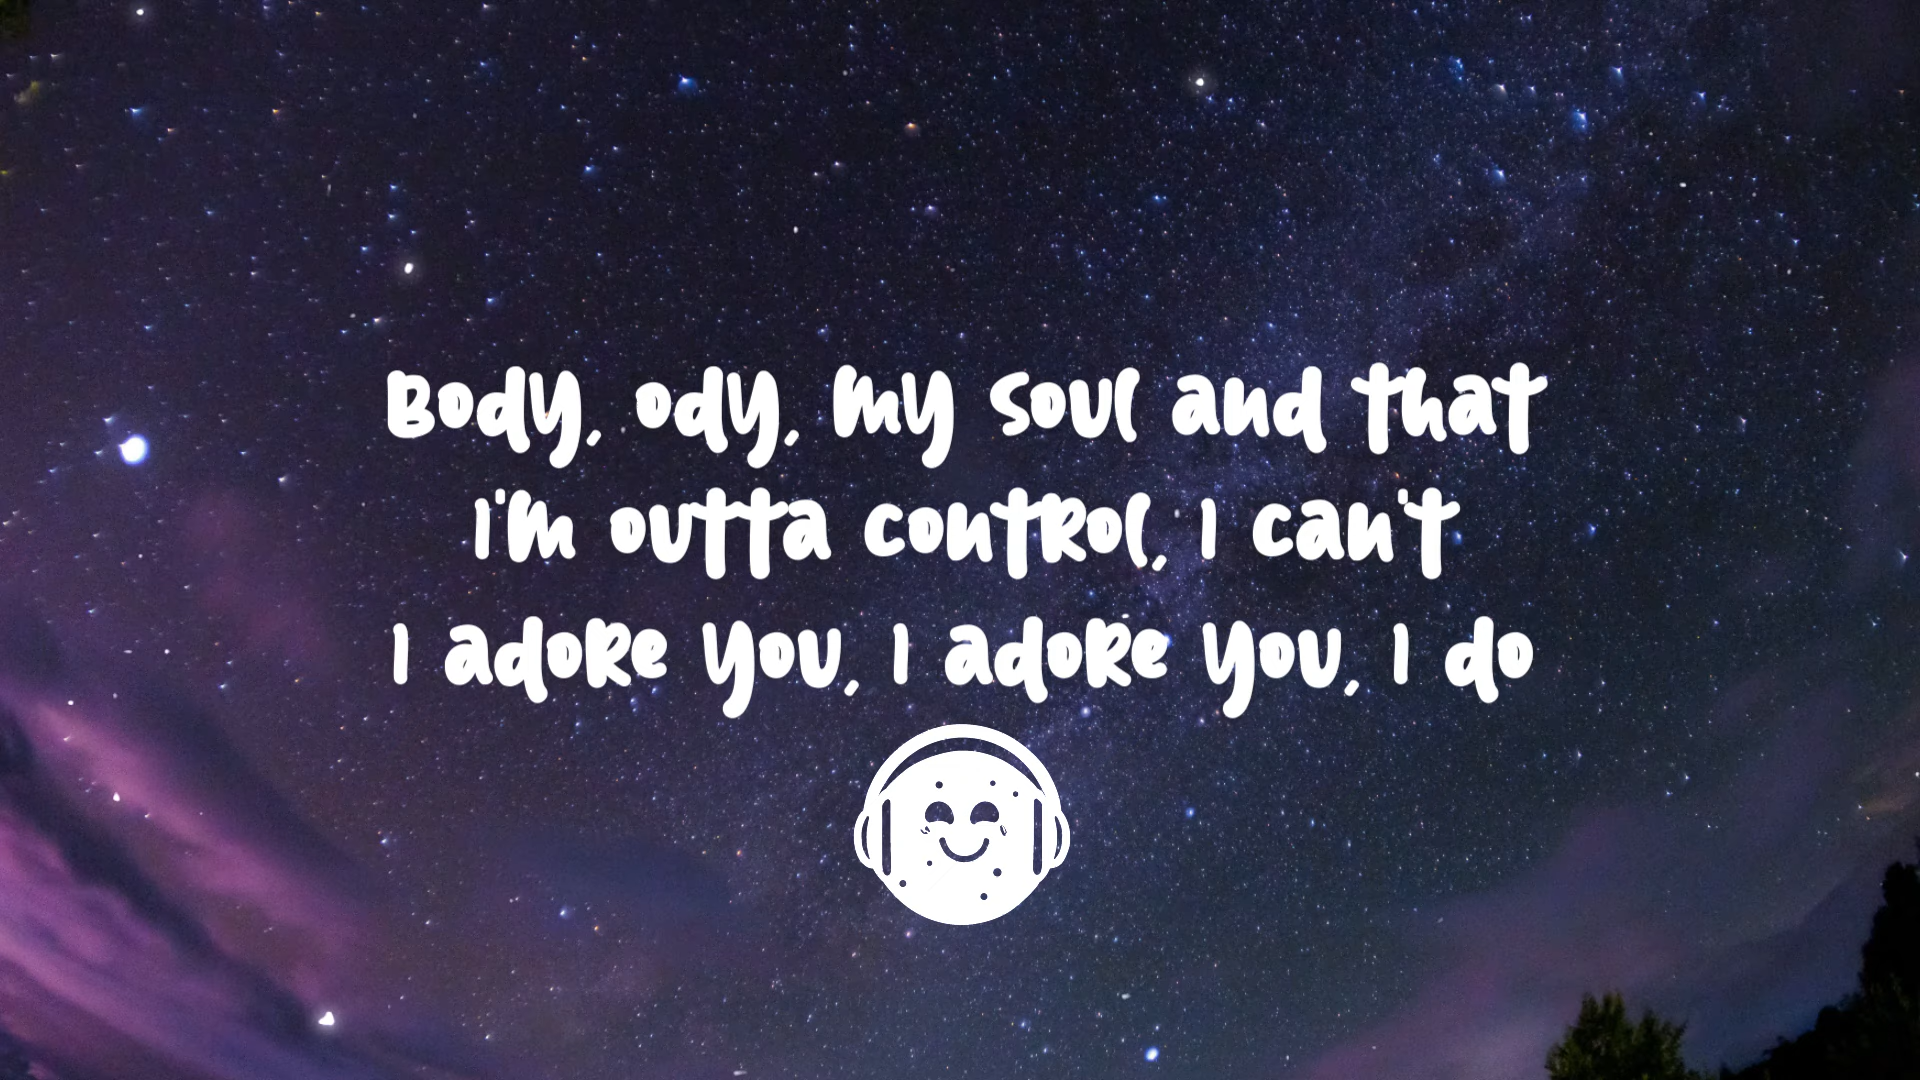 Body, ody, my soul and that
I'm outta control, I can't
I adore you, I adore you, I do